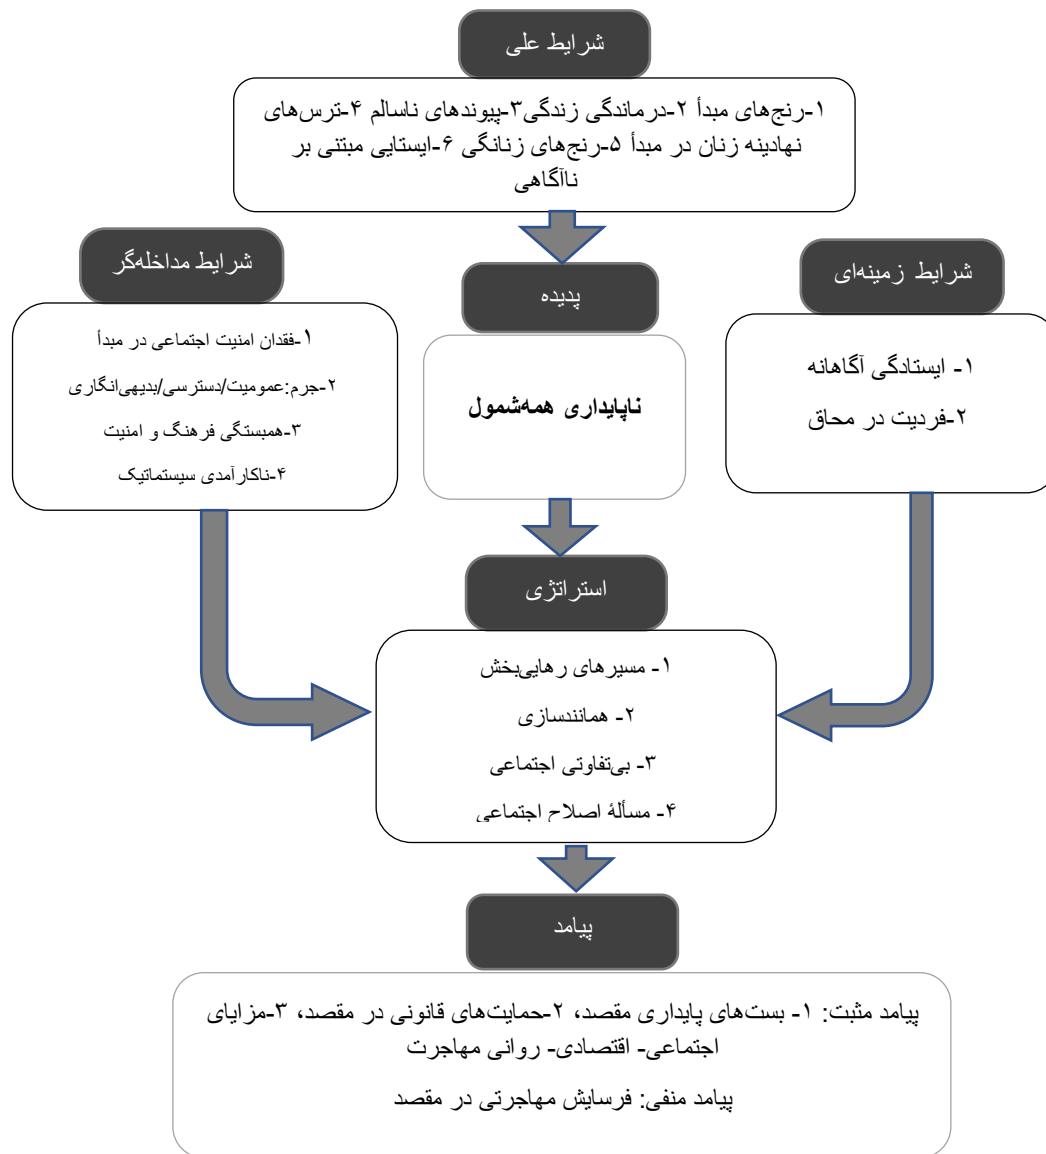 شرایط علی
۱-رنج‌های مبدأ ۲-درماندگی زندگی۳-پیوندهای ناسالم ۴-ترس‌های
نهادینه زنان در مبدأ ۵-رنج‌های زنانگی ۶-ایستایی مبتنی بر
ناآگاهی
شرایط زمینه‌ای
۱- ایستادگی آگاهانه
۲-فردیت در محاق
پدیده
ناپایداری همه‌شمول
شرایط مداخله‌گر
۱-فقدان امنیت اجتماعی در مبدأ
۲-جرم:عمومیت/دسترسی/بدیهی‌انگاری
۳-همبستگی فرهنگ و امنیت
۴-ناکارآمدی سیستماتیک
استراتژی
۱- مسیرهای رهایی‌بخش
۲- همانندسازی
۳- بی‌تفاوتی اجتماعی
۴- مسألۀ اصلاح اجتماعی
پیامد
پیامد مثبت: ۱- بست‌های پایداری مقصد، ۲-حمایت‌های قانونی در مقصد، ۳-مزایای
اجتماعی- اقتصادی- روانی مهاجرت
پیامد منفی: فرسایش مهاجرتی در مقصد